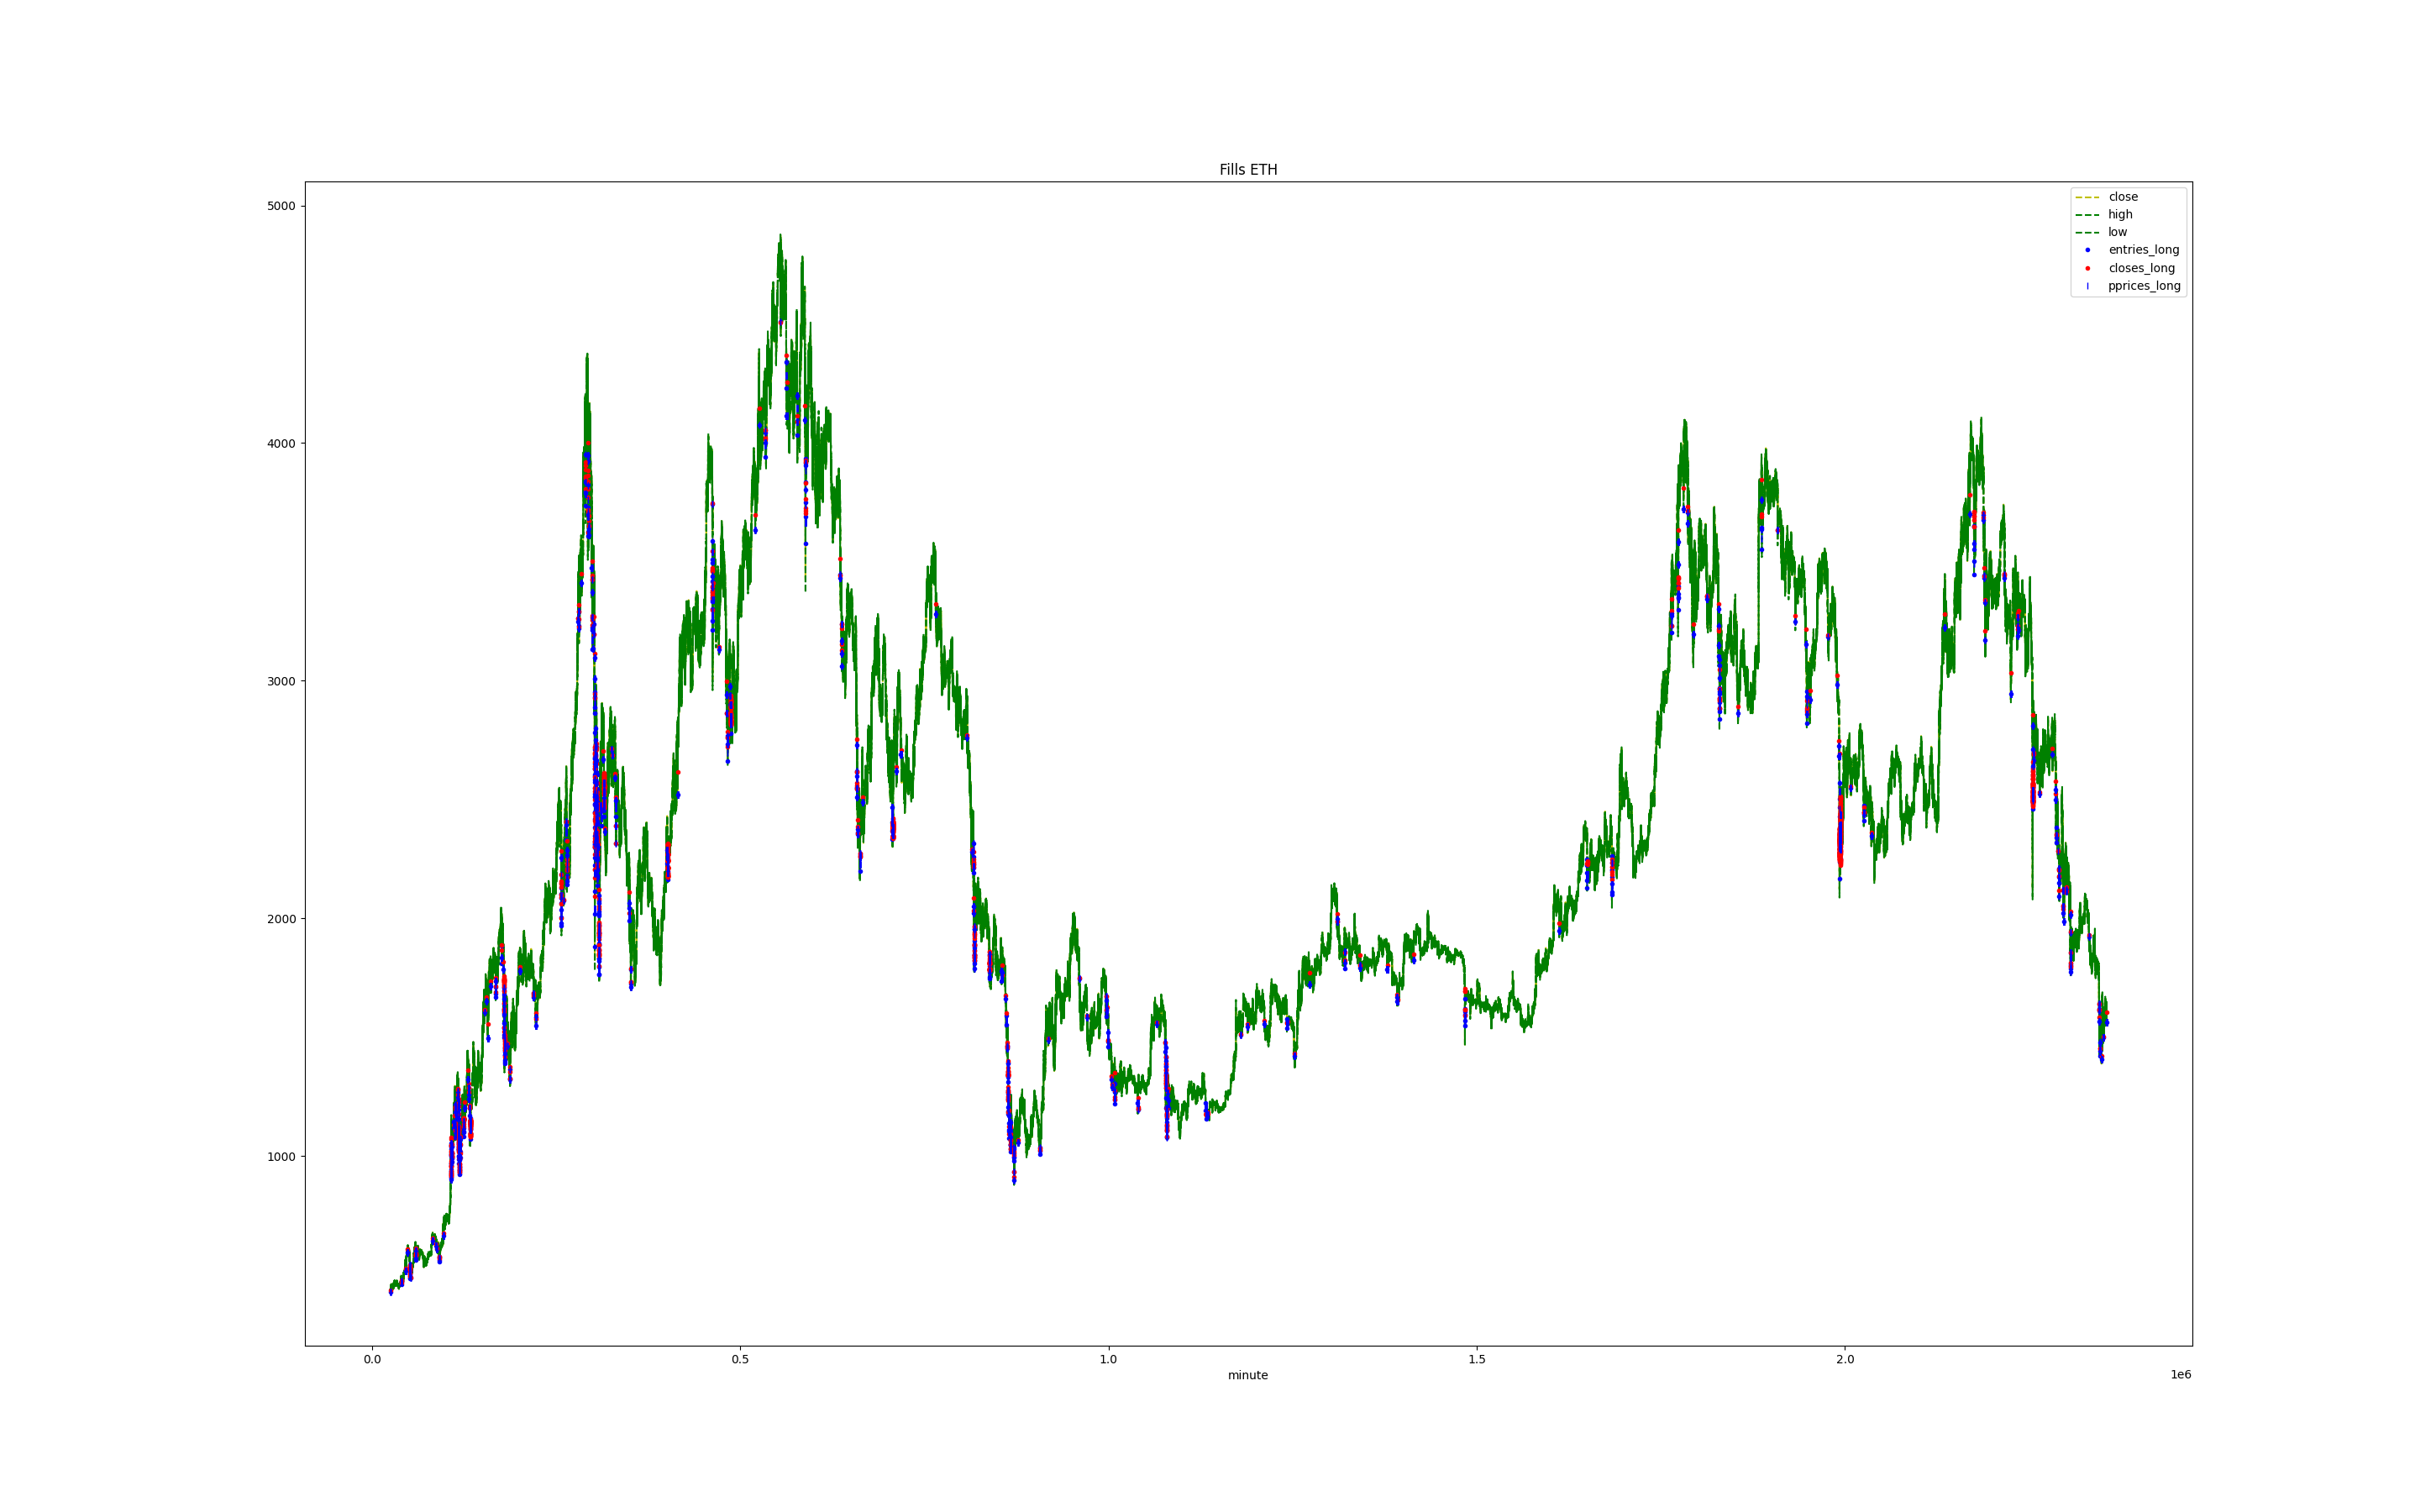 Fills ETH
close
high
low
entries_long
closes_long
pprices_long
5000
4000
3000
2000
1000
0.0 0.5 1.0 1.5 2.0
minute 1e6